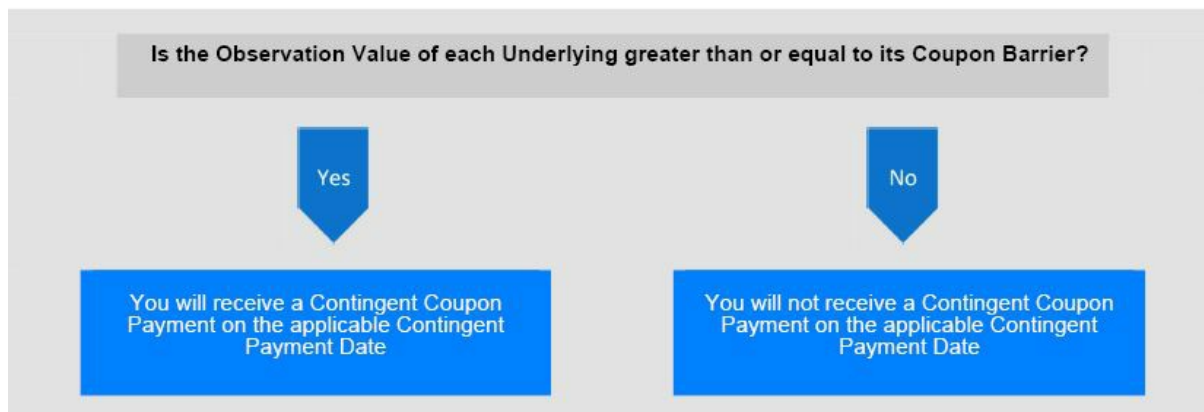 Is the Observation Value of each Underlying greater than or equal to its Coupon Barrier?
Yes
No
You will receive a Contingent Coupon
Payment on the applicable Contingent
Payment Date
You will not receive a Contingent Coupon
Payment on the applicable Contingent
Payment Date